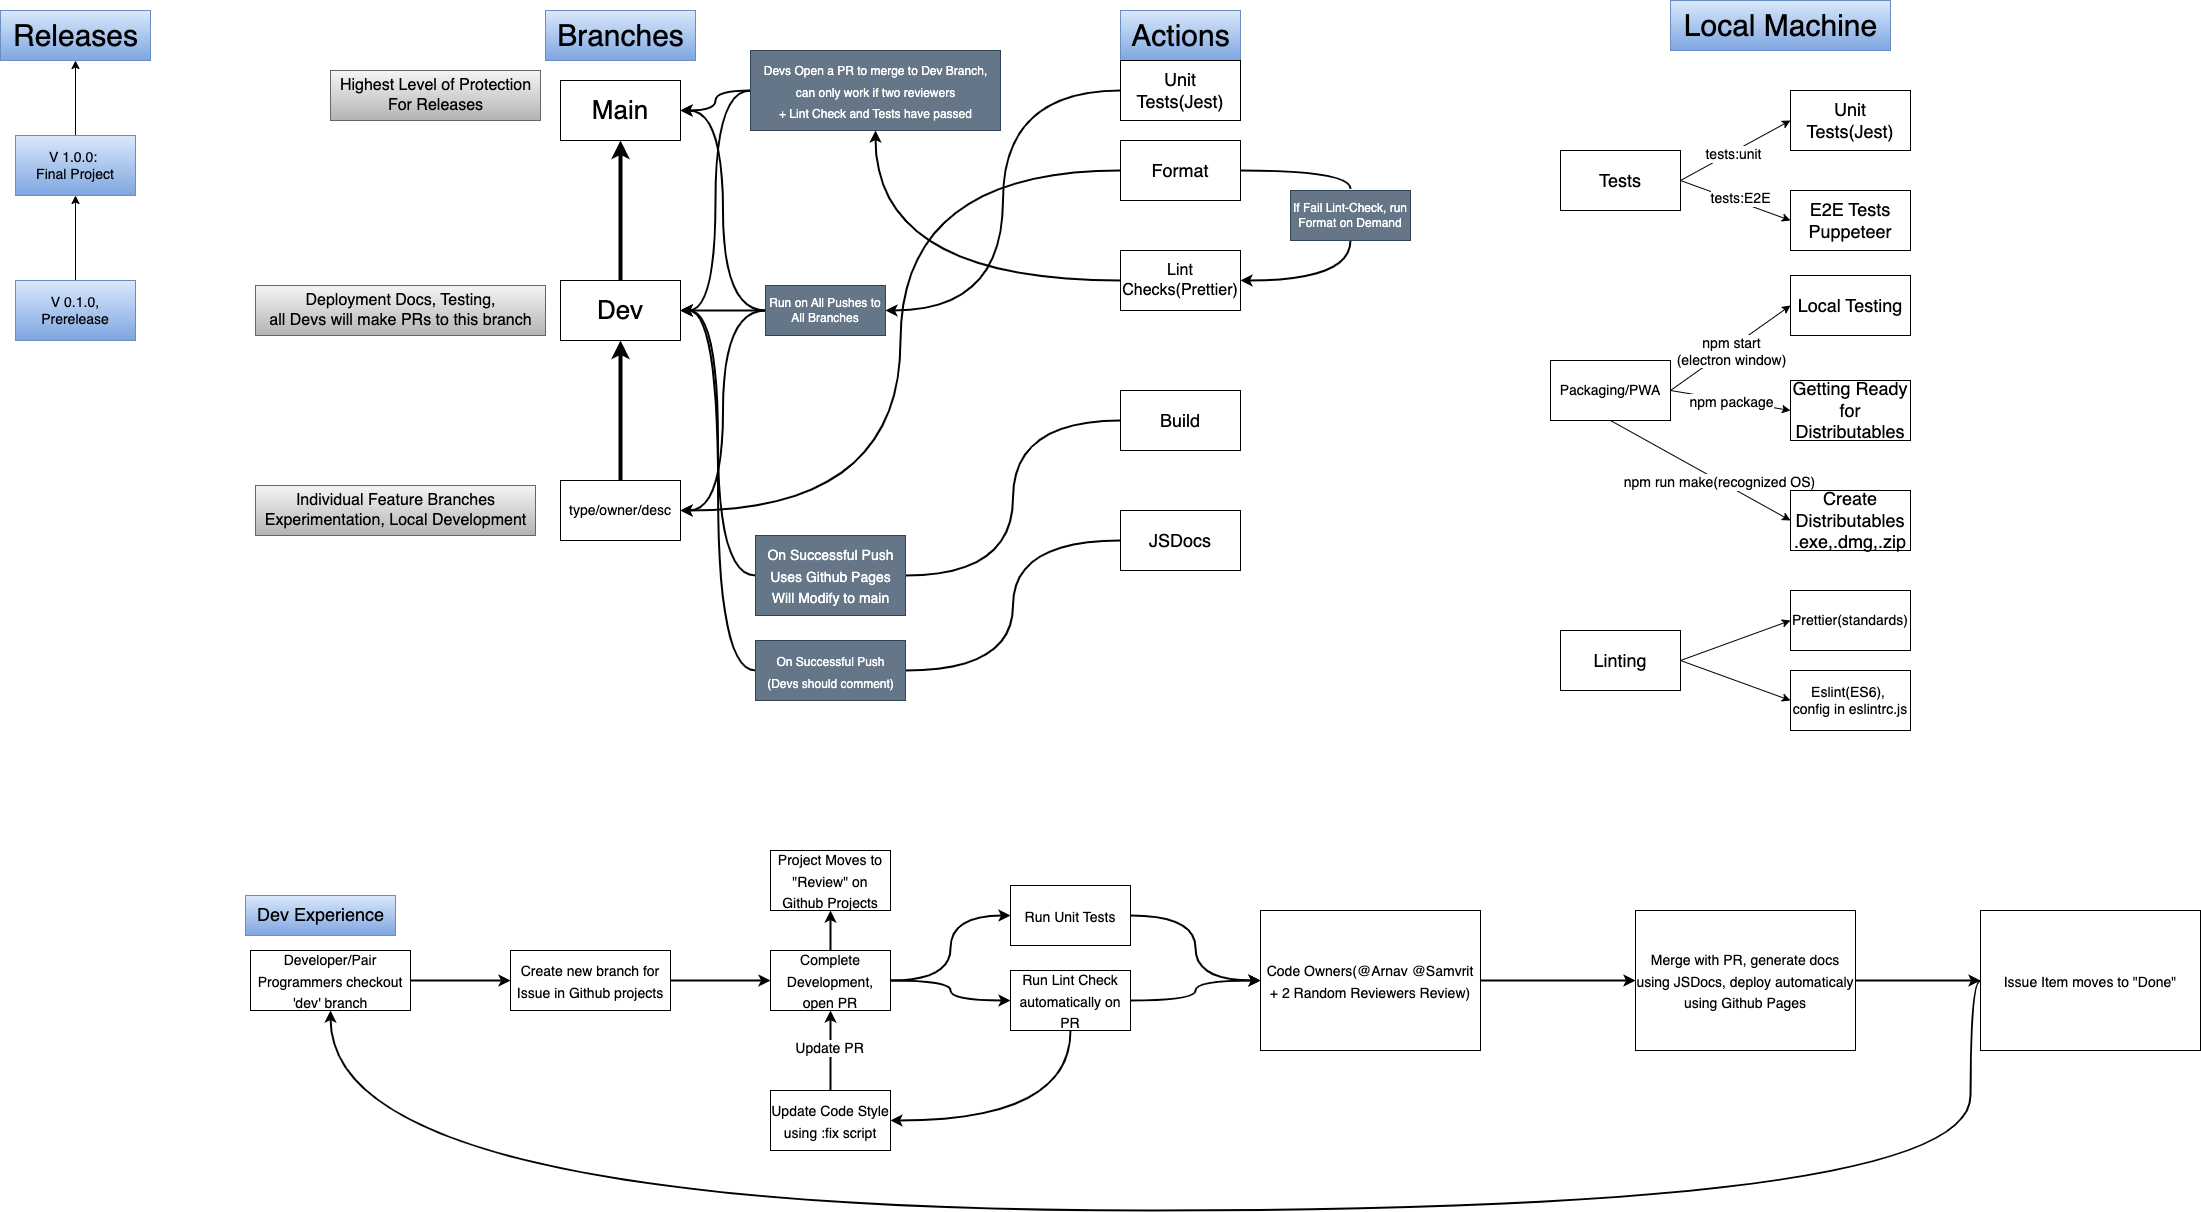 Releases
V 1.0.0:
Final Project
V 0.1.0,
Prerelease
Branches
Highest Level of Protection
For Releases
Main
Deployment Docs, Testing,
all Devs will make PRs to this branch
Dev
Individual Feature Branches
Experimentation, Local Development
type/owner/desc
Devs Open a PR to merge to Dev Branch,
can only work if two reviewers
+ Lint Check and Tests have passed
Run on All Pushes to
All Branches
On Successful Push
Uses Github Pages
Will Modify to main
On Successful Push
(Devs should comment)
Actions
Unit
Tests(Jest)
Format
If Fail Lint-Check, run
Format on Demand
Lint
Checks(Prettier)
Build
JSDocs
Local Machine
Tests
tests:unit
tests:E2E
Unit
Tests(Jest)
E2E Tests
Puppeteer
Packaging/PWA
npm start
(electron window)
npm package
npm run make(recognized OS)
Local Testing
Getting Ready
for
Distributables
Create
Distributables
.exe,.dmg,.zip
Linting
Prettier(standards)
Eslint(ES6),
config in eslintrc.js
Dev Experience
Developer/Pair
Programmers checkout
'dev' branch
Create new branch for
Issue in Github projects
Project Moves to
"Review" on
Github Projects
Complete
Development,
open PR
Update PR
Update Code Style
using :fix script
Run Unit Tests
Run Lint Check
automatically on
PR
Code Owners(@Arnav @Samvrit
+ 2 Random Reviewers Review)
Merge with PR, generate docs
using JSDocs, deploy automaticaly
using Github Pages
Issue Item moves to "Done"